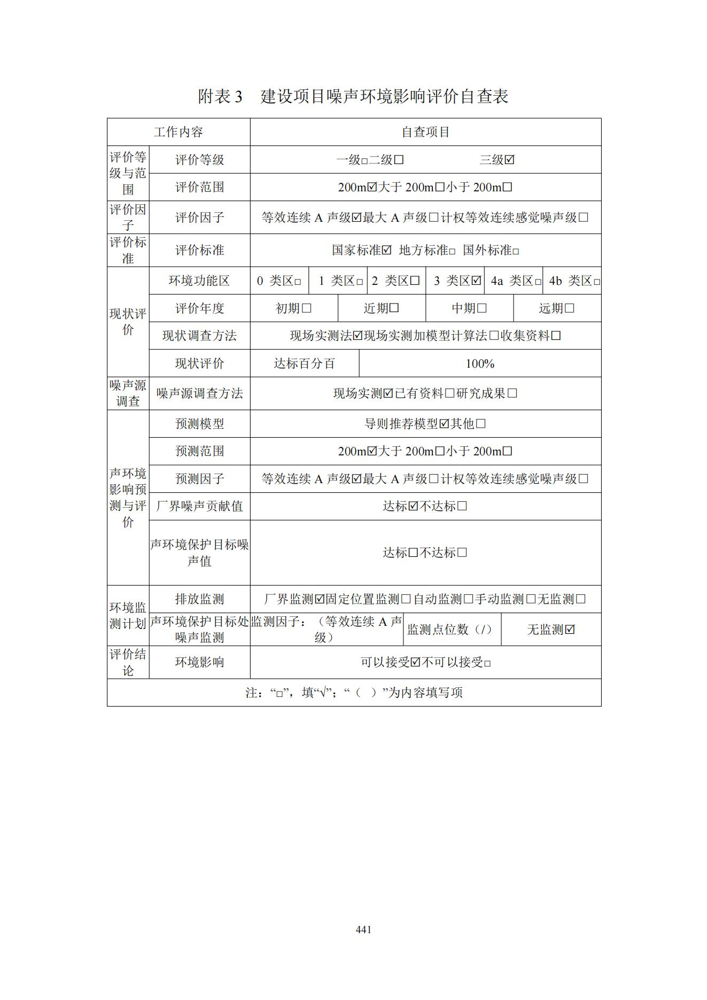 附表 3 建设项目噪声环境影响评价自查表
工作内容 自查项目
评价等级与范围 评价等级 一级□二级☐ 三级☑
评价范围 200m☑大于 200m☐小于 200m☐
评价因子 评价因子 等效连续 A 声级☑最大 A 声级☐计权等效连续感觉噪声级☐
评价标准 评价标准 国家标准☑ 地方标准□ 国外标准□
现状评价 环境功能区 0 类区□ 1 类区□ 2 类区☐ 3 类区☑ 4a 类区□ 4b 类区□
评价年度 初期☐ 近期☐ 中期☐ 远期☐
现状调查方法 现场实测法☑现场实测加模型计算法☐收集资料☐
现状评价 达标百分百 100%
噪声源调查 噪声源调查方法 现场实测☑已有资料☐研究成果☐
声环境影响预测与评价 预测模型 导则推荐模型☑其他☐
预测范围 200m☑大于 200m☐小于 200m☐
预测因子 等效连续 A 声级☑最大 A 声级☐计权等效连续感觉噪声级☐
厂界噪声贡献值 达标☑不达标☐
声环境保护目标噪声值 达标☐不达标☐
环境监测计划 排放监测 厂界监测☑固定位置监测☐自动监测☐手动监测☐无监测☐
声环境保护目标处噪声监测 监测因子：（等效连续 A 声级） 监测点位数（/） 无监测☑
评价结论 环境影响 可以接受☑不可以接受□
注：“□”，填“√”；“（ ）”为内容填写项
441